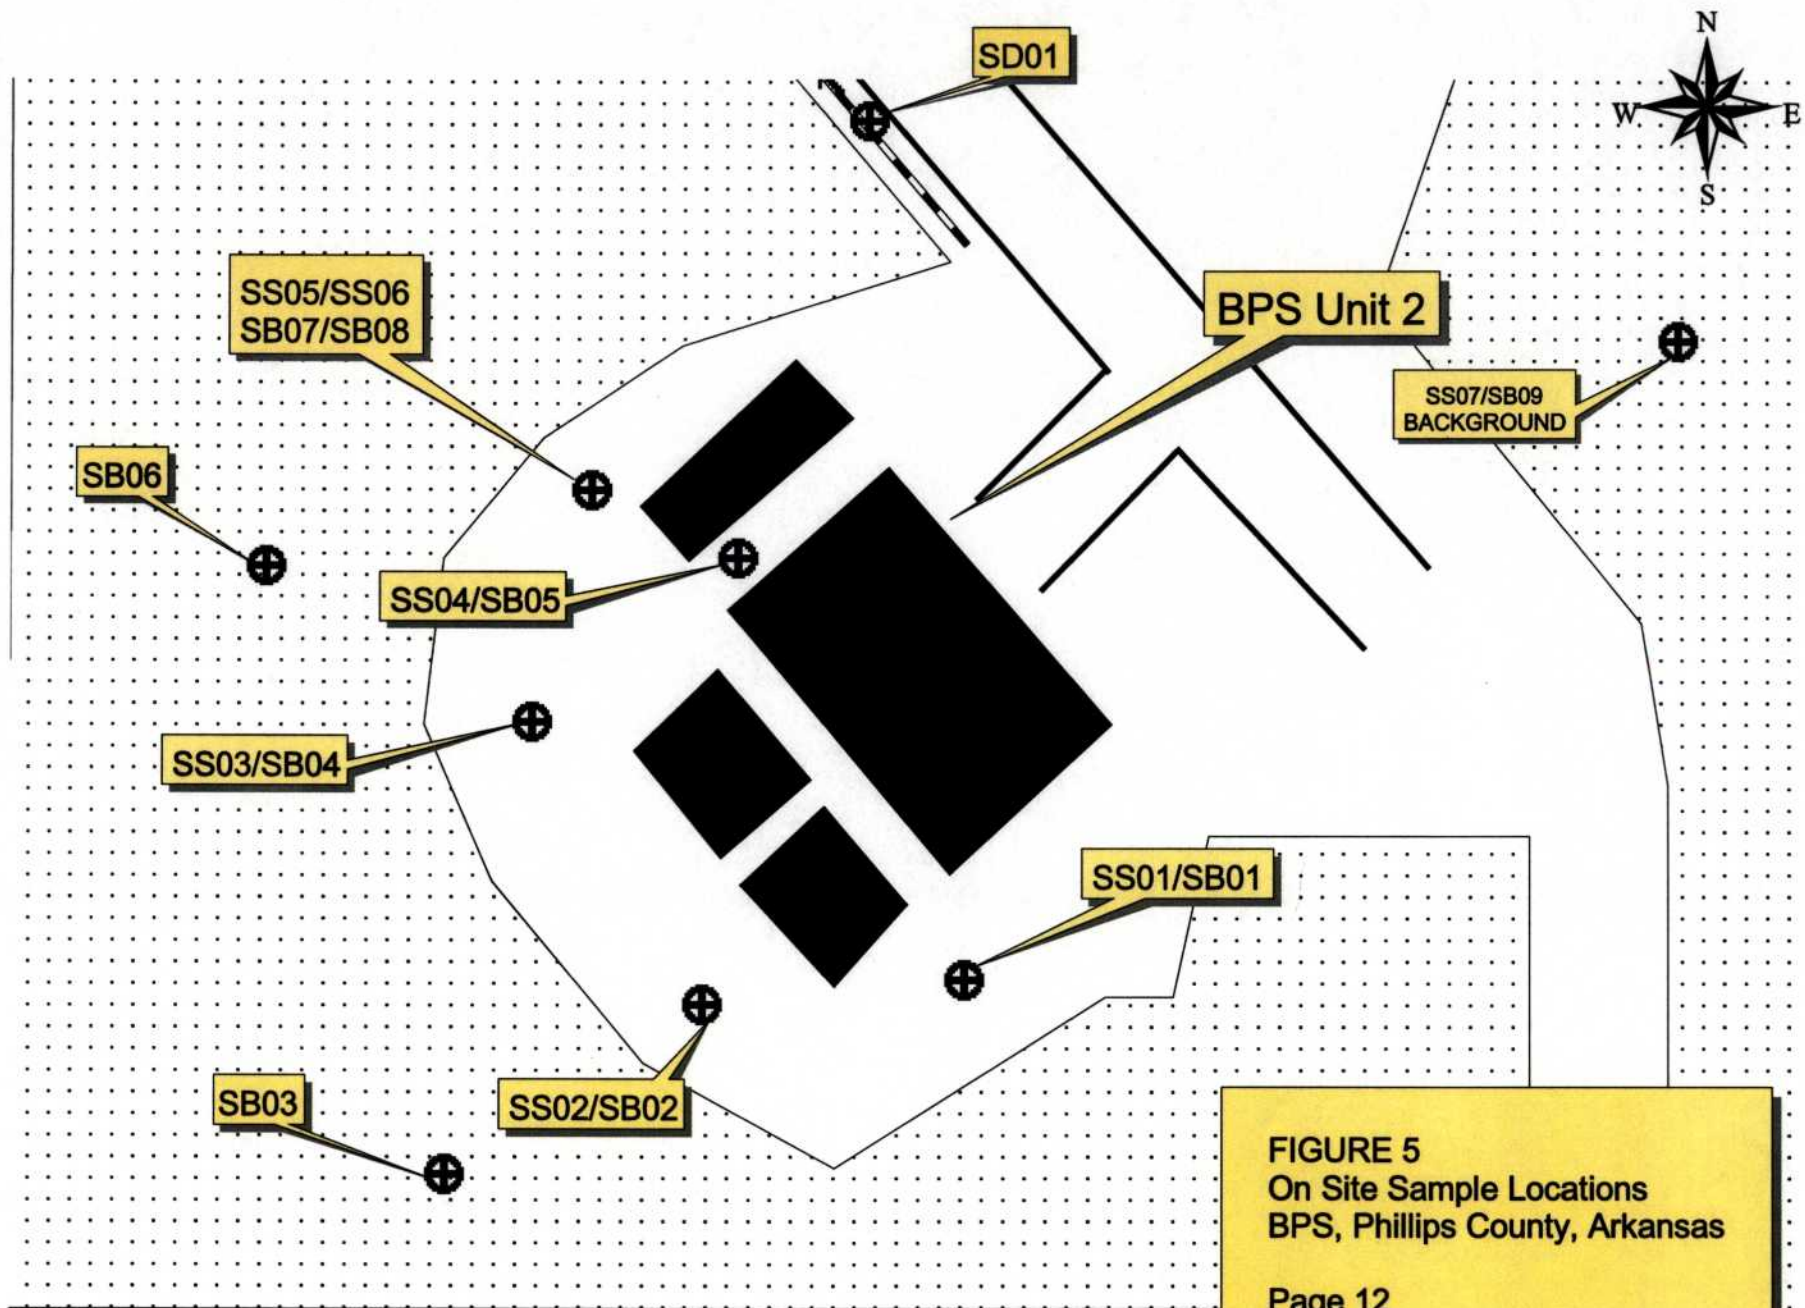 N
SD01
W
E
S
SS05/SS06
SB07/SB08
BPS Unit 2
SS07/SB09
BACKGROUND
SB06
SS04/SB05
SS03/SB04
SS01/SB01
SB03
SS02/SB02
FIGURE 5
On Site Sample Locations
BPS, Phillips County, Arkansas
Page 12